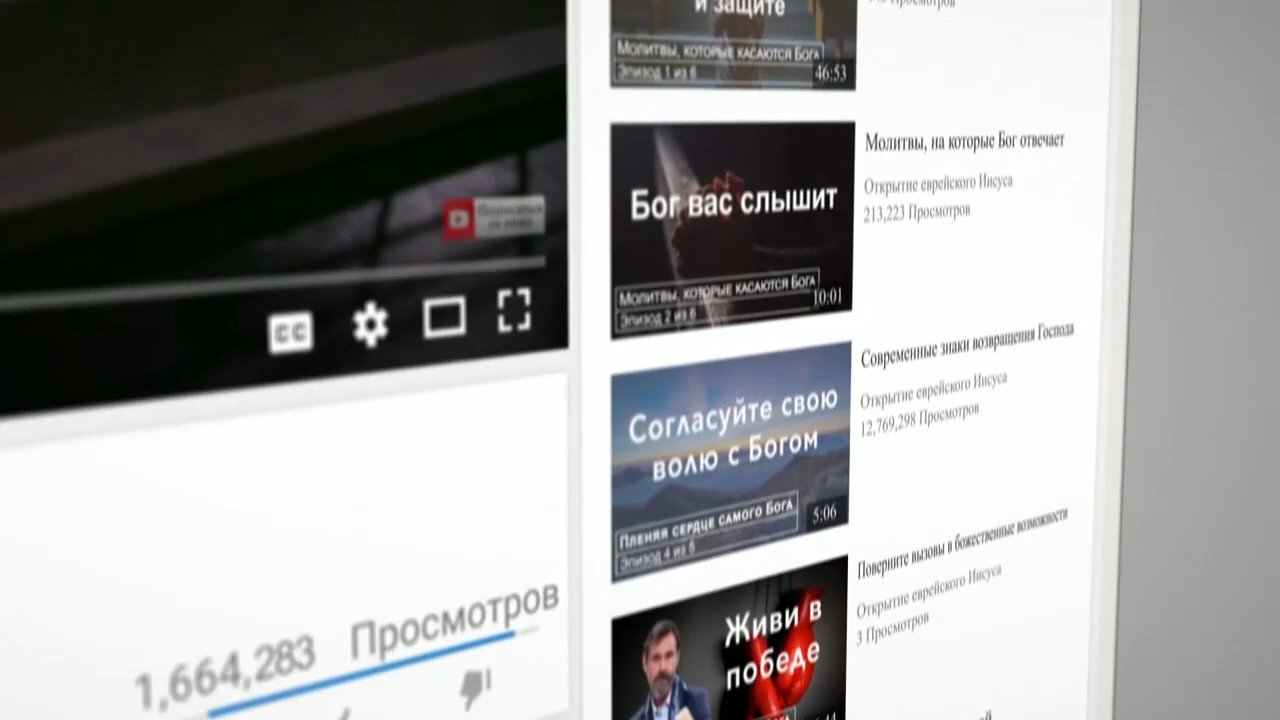 и защите
Молитвы, которые касаются Бога
Эпизод 1 из 6
46:53
Просмотров
Бог вас слышит
Молитвы, которые касаются Бога
Эпизод 2 из 6
10:01
Молитвы, на которые Бог отвечает
Открытие еврейского Иисуса
213,223 Просмотров
Согласуйте свою
волю с Богом
Пленяя сердце самого Бога
Эпизод 4 из 6
5:06
Современные знаки возвращения Господа
Открытие еврейского Иисуса
12,769,298 Просмотров
Живи в
победе
Поверните вызовы в божественные возможности
Открытие еврейского Иисуса
3 Просмотров
CC
1,664,283 Просмотров